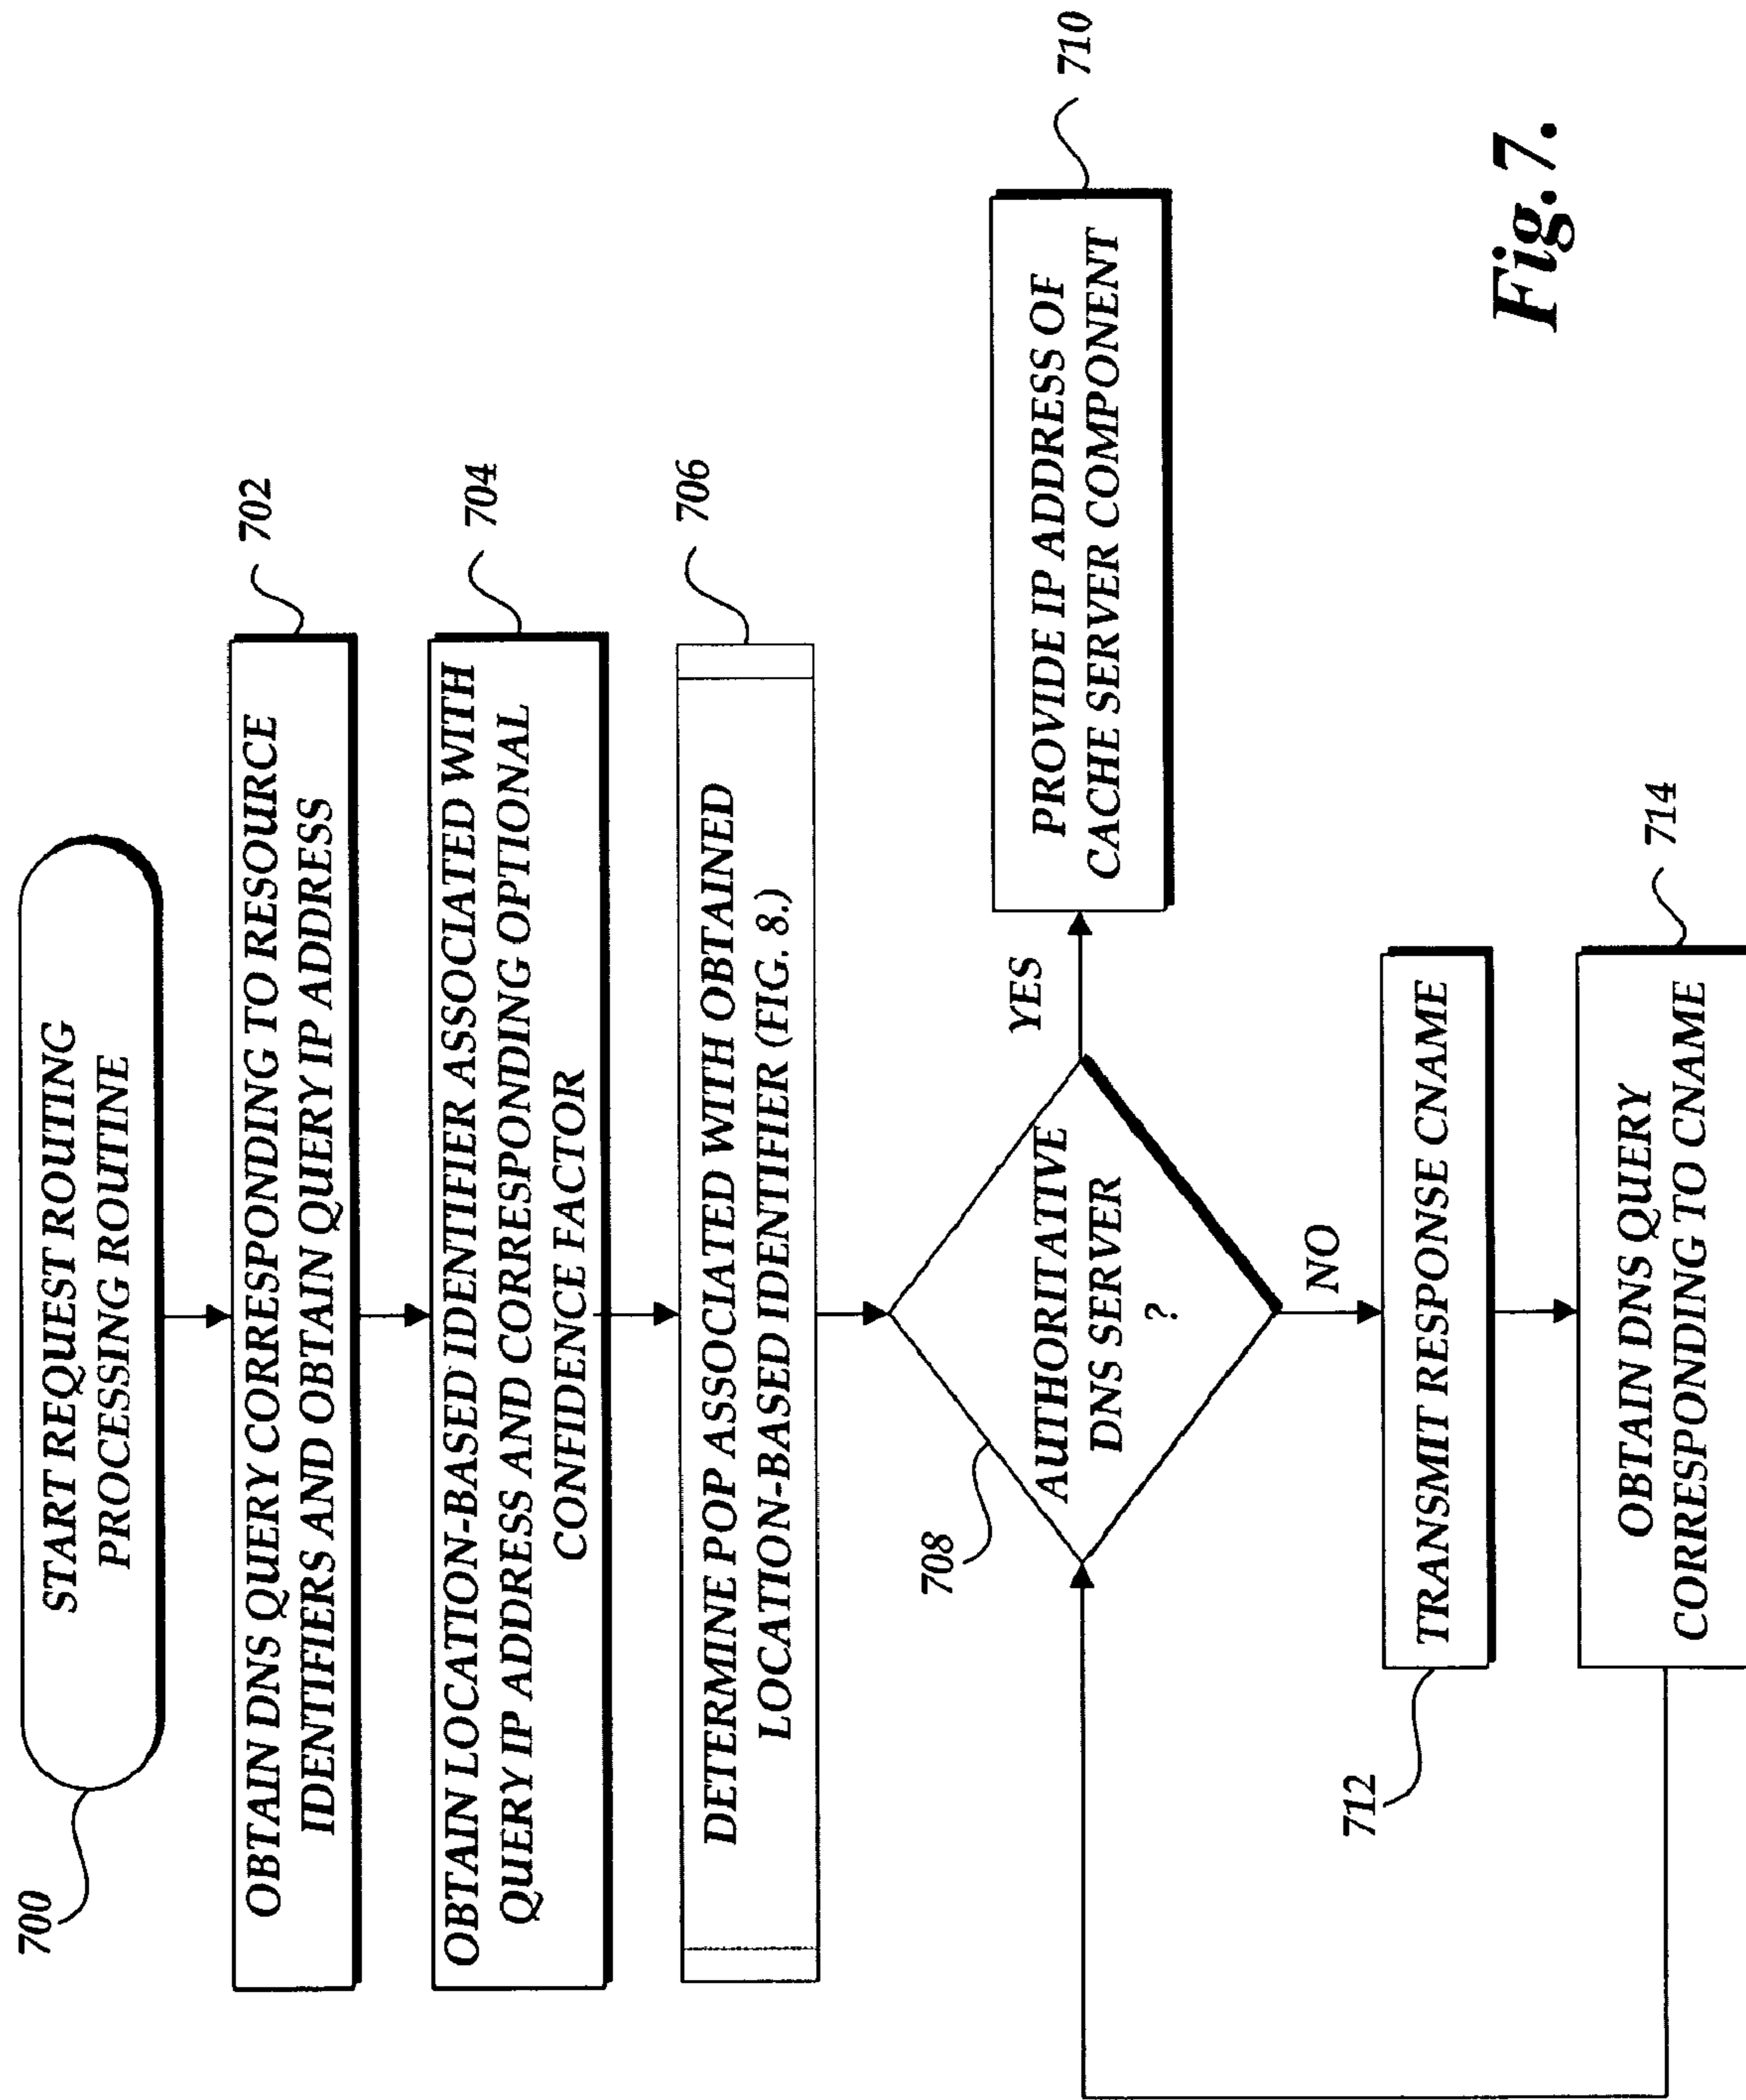 700
START REQUEST ROUTING
PROCESSING ROUTINE
OBTAIN DNS QUERY CORRESPONDING TO RESOURCE
IDENTIFIERS AND OBTAIN QUERY IP ADDRESS
702
OBTAIN LOCATION-BASED IDENTIFIER ASSOCIATED WITH
QUERY IP ADDRESS AND CORRESPONDING OPTIONAL
CONFIDENCE FACTOR
704
DETERMINE POP ASSOCIATED WITH OBTAINED
LOCATION-BASED IDENTIFIER (FIG. 8.)
706
708
AUTHORITATIVE
DNS SERVER
?
YES
PROVIDE IP ADDRESS OF
CACHE SERVER COMPONENT
710
NO
712
TRANSMIT RESPONSE CNAME
OBTAIN DNS QUERY
CORRESPONDING TO CNAME
714
Fig.7.